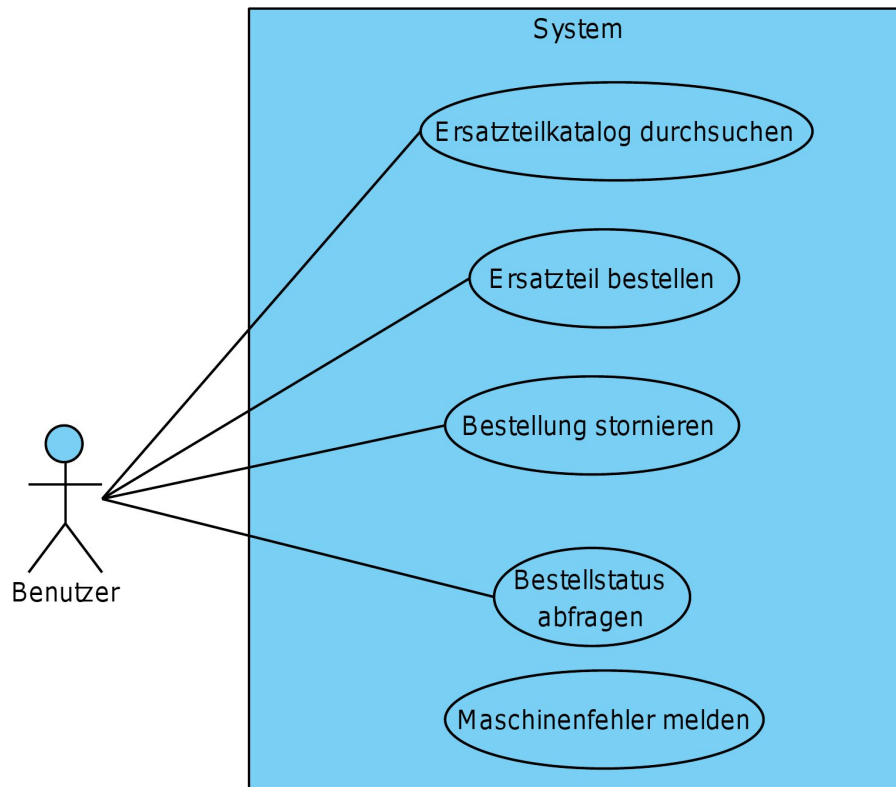 System
Ersatzteilkatalog durchsuchen
Ersatzteil bestellen
Bestellung stornieren
Benutzer
Bestellstatus
abfragen
Maschinenfehler melden